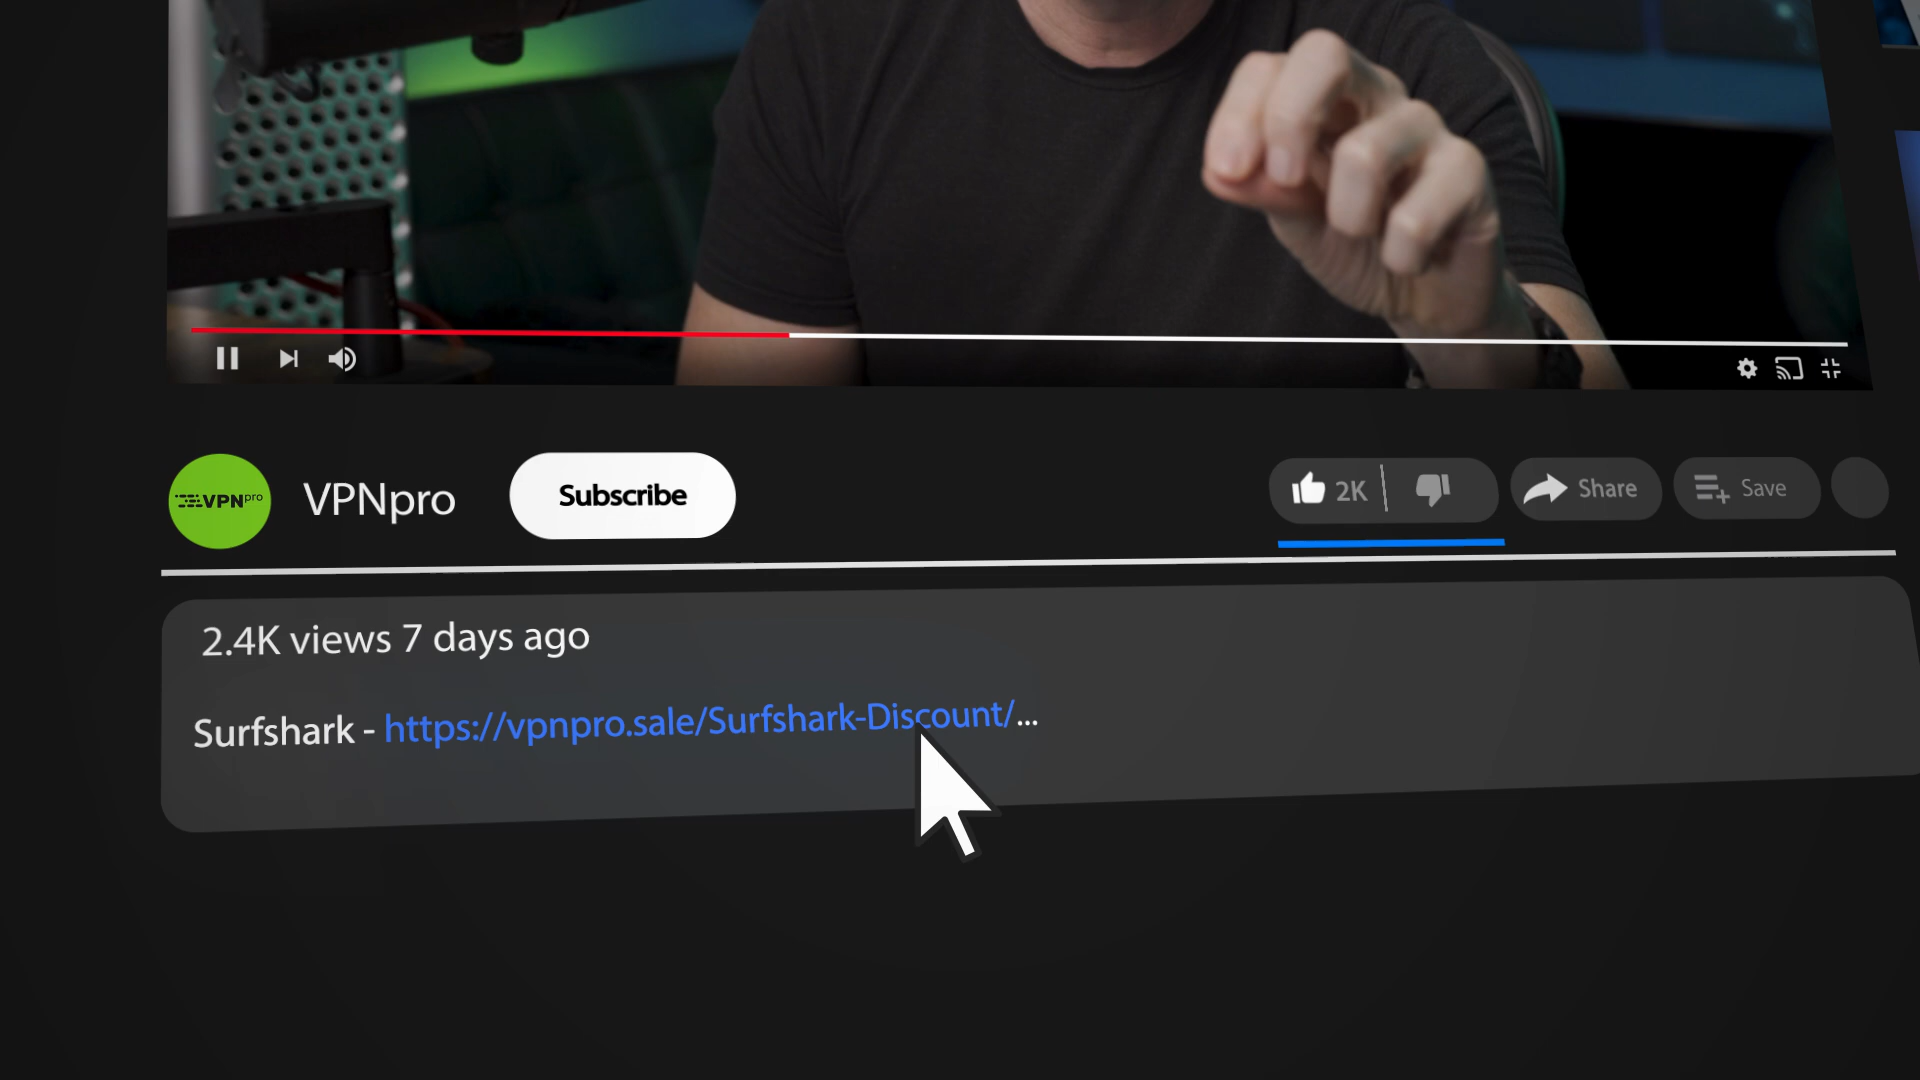 VPNpro
VPNpro
Subscribe
2K
Share
Save
2.4K views 7 days ago
Surfshark - https://vpnpro.sale/Surfshark-Discount/...